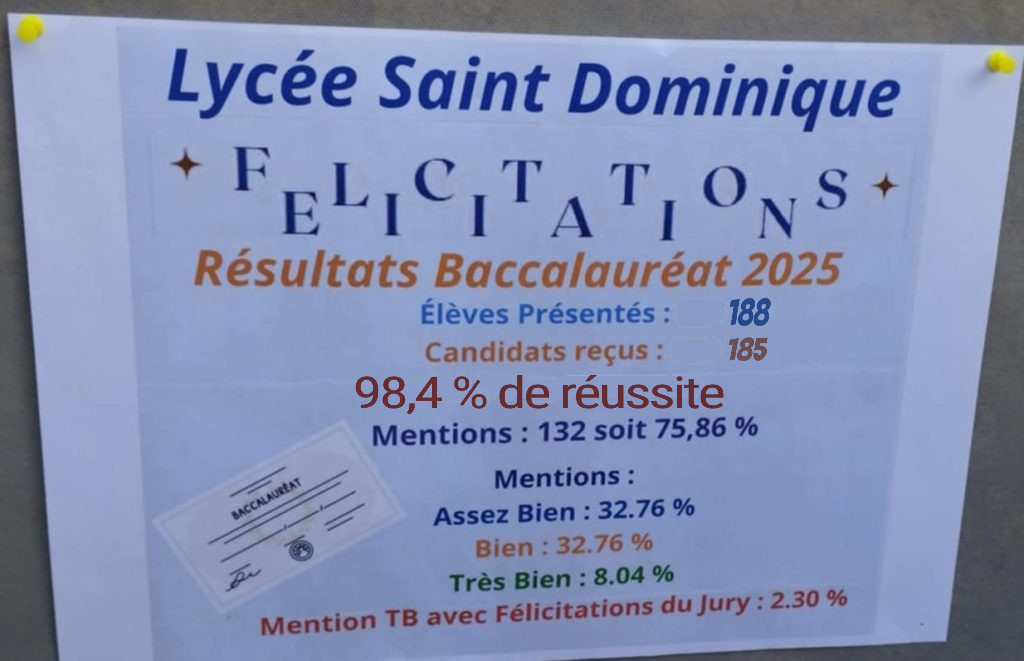 Lycée Saint Dominique
FELICITATIONS
Résultats Baccalauréat 2025
Élèves Présentés : 188
Candidats reçus : 185
98,4 % de réussite
Mentions : 132 soit 75,86 %
Mentions :
Assez Bien : 32.76 %
Bien : 32.76 %
Très Bien : 8.04 %
Mention TB avec Félicitations du Jury : 2.30 %
BACCALAURÉAT